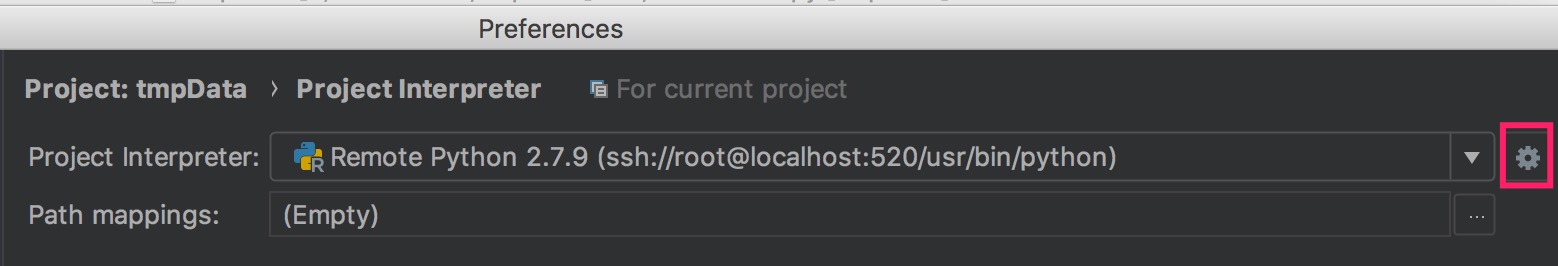 Preferences
Project: tmpData › Project Interpreter For current project
Project Interpreter: Remote Python 2.7.9 (ssh://root@localhost:520/usr/bin/python)
Path mappings: (Empty) ...